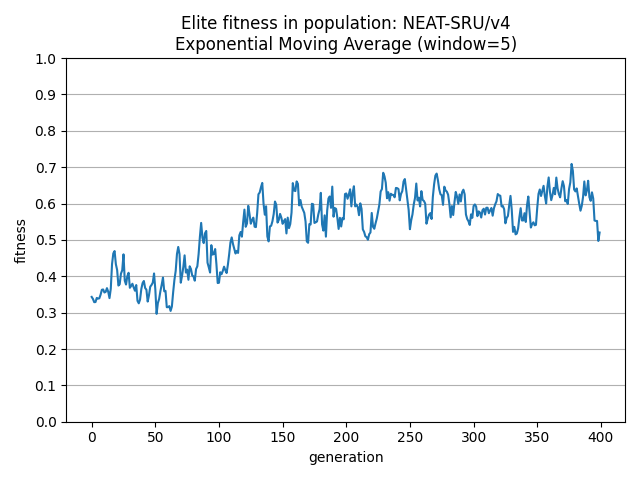 Elite fitness in population: NEAT-SRU/v4
Exponential Moving Average (window=5)
1.0
0.9
0.8
0.7
0.6
0.5
0.4
0.3
0.2
0.1
0.0
fitness
0 50 100 150 200 250 300 350 400
generation